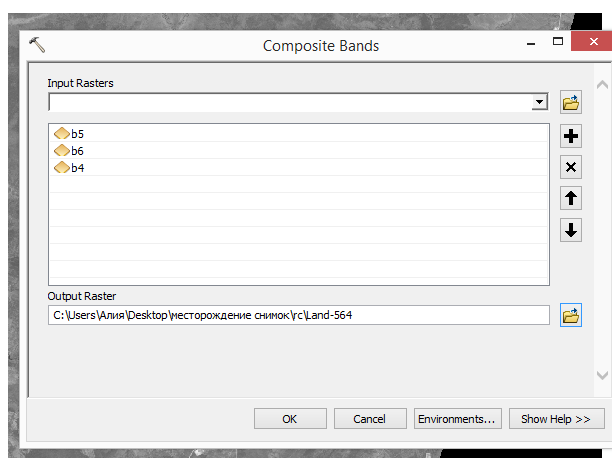 Composite Bands
Input Rasters
b5
b6
b4
Output Raster
C:\Users\Алия\Desktop\месторождение снимок\rc\Land-564
OK Cancel Environments... Show Help >>